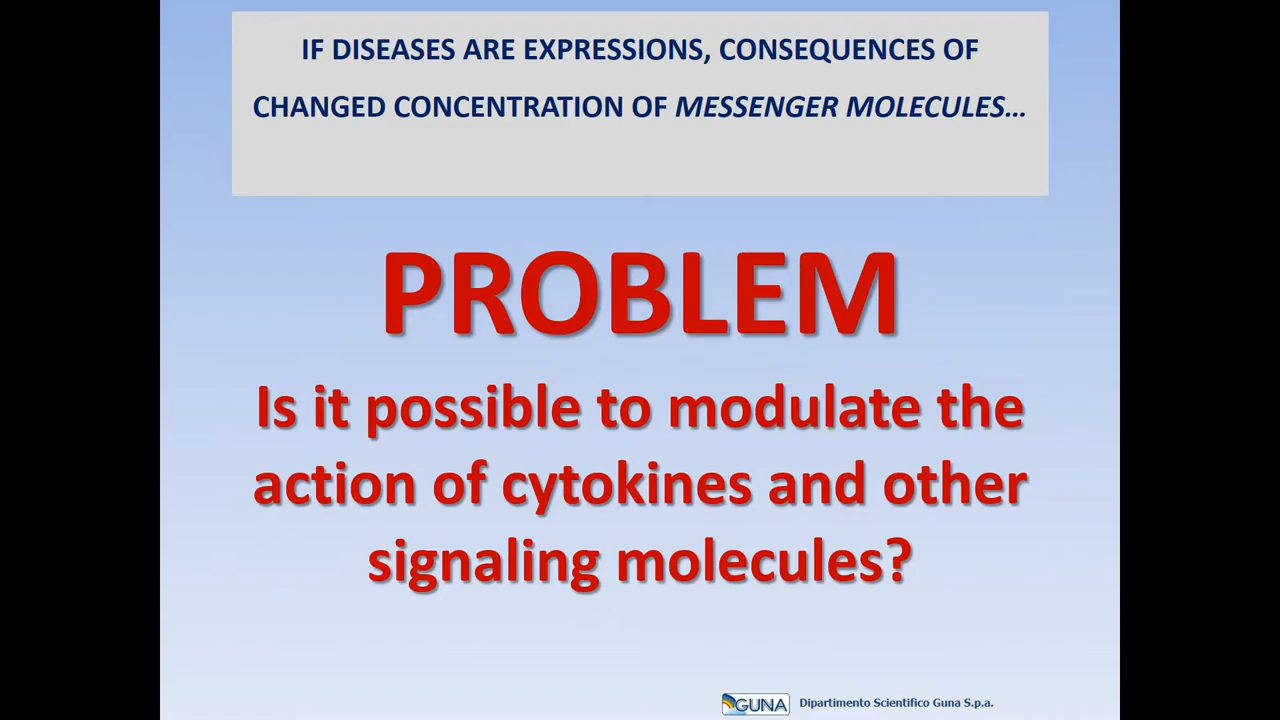 IF DISEASES ARE EXPRESSIONS, CONSEQUENCES OF
CHANGED CONCENTRATION OF MESSENGER MOLECULES...
PROBLEM
Is it possible to modulate the
action of cytokines and other
signaling molecules?
GUNA Dipartimento Scientifico Guna S.p.a.